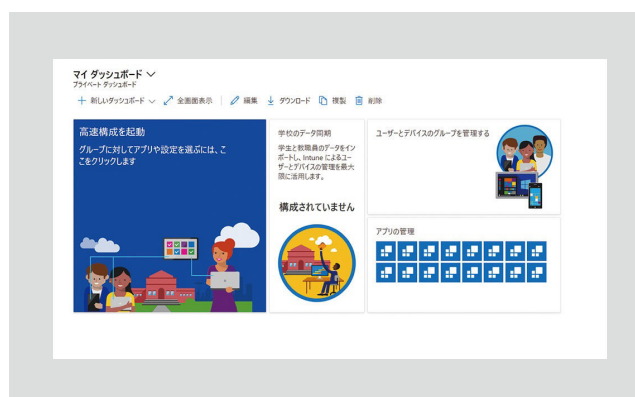 マイ ダッシュボード
プライベート ダッシュボード
新しいダッシュボード 全画面表示 編集 ダウンロード 複製 削除
高速構成を起動
グループに対してアプリや設定を選ぶには、こ
こをクリックします
学校のデータ同期
学生と教職員のデータをイン
ポートし、Intune によるユー
ザーとデバイスの管理を最大
限に活用します。
構成されていません
ユーザーとデバイスのグループを管理する
アプリの管理